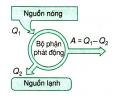 Nguồn nóng
Q1
Bộ phận
phát động
A = Q1 – Q2
Q2
Nguồn lạnh